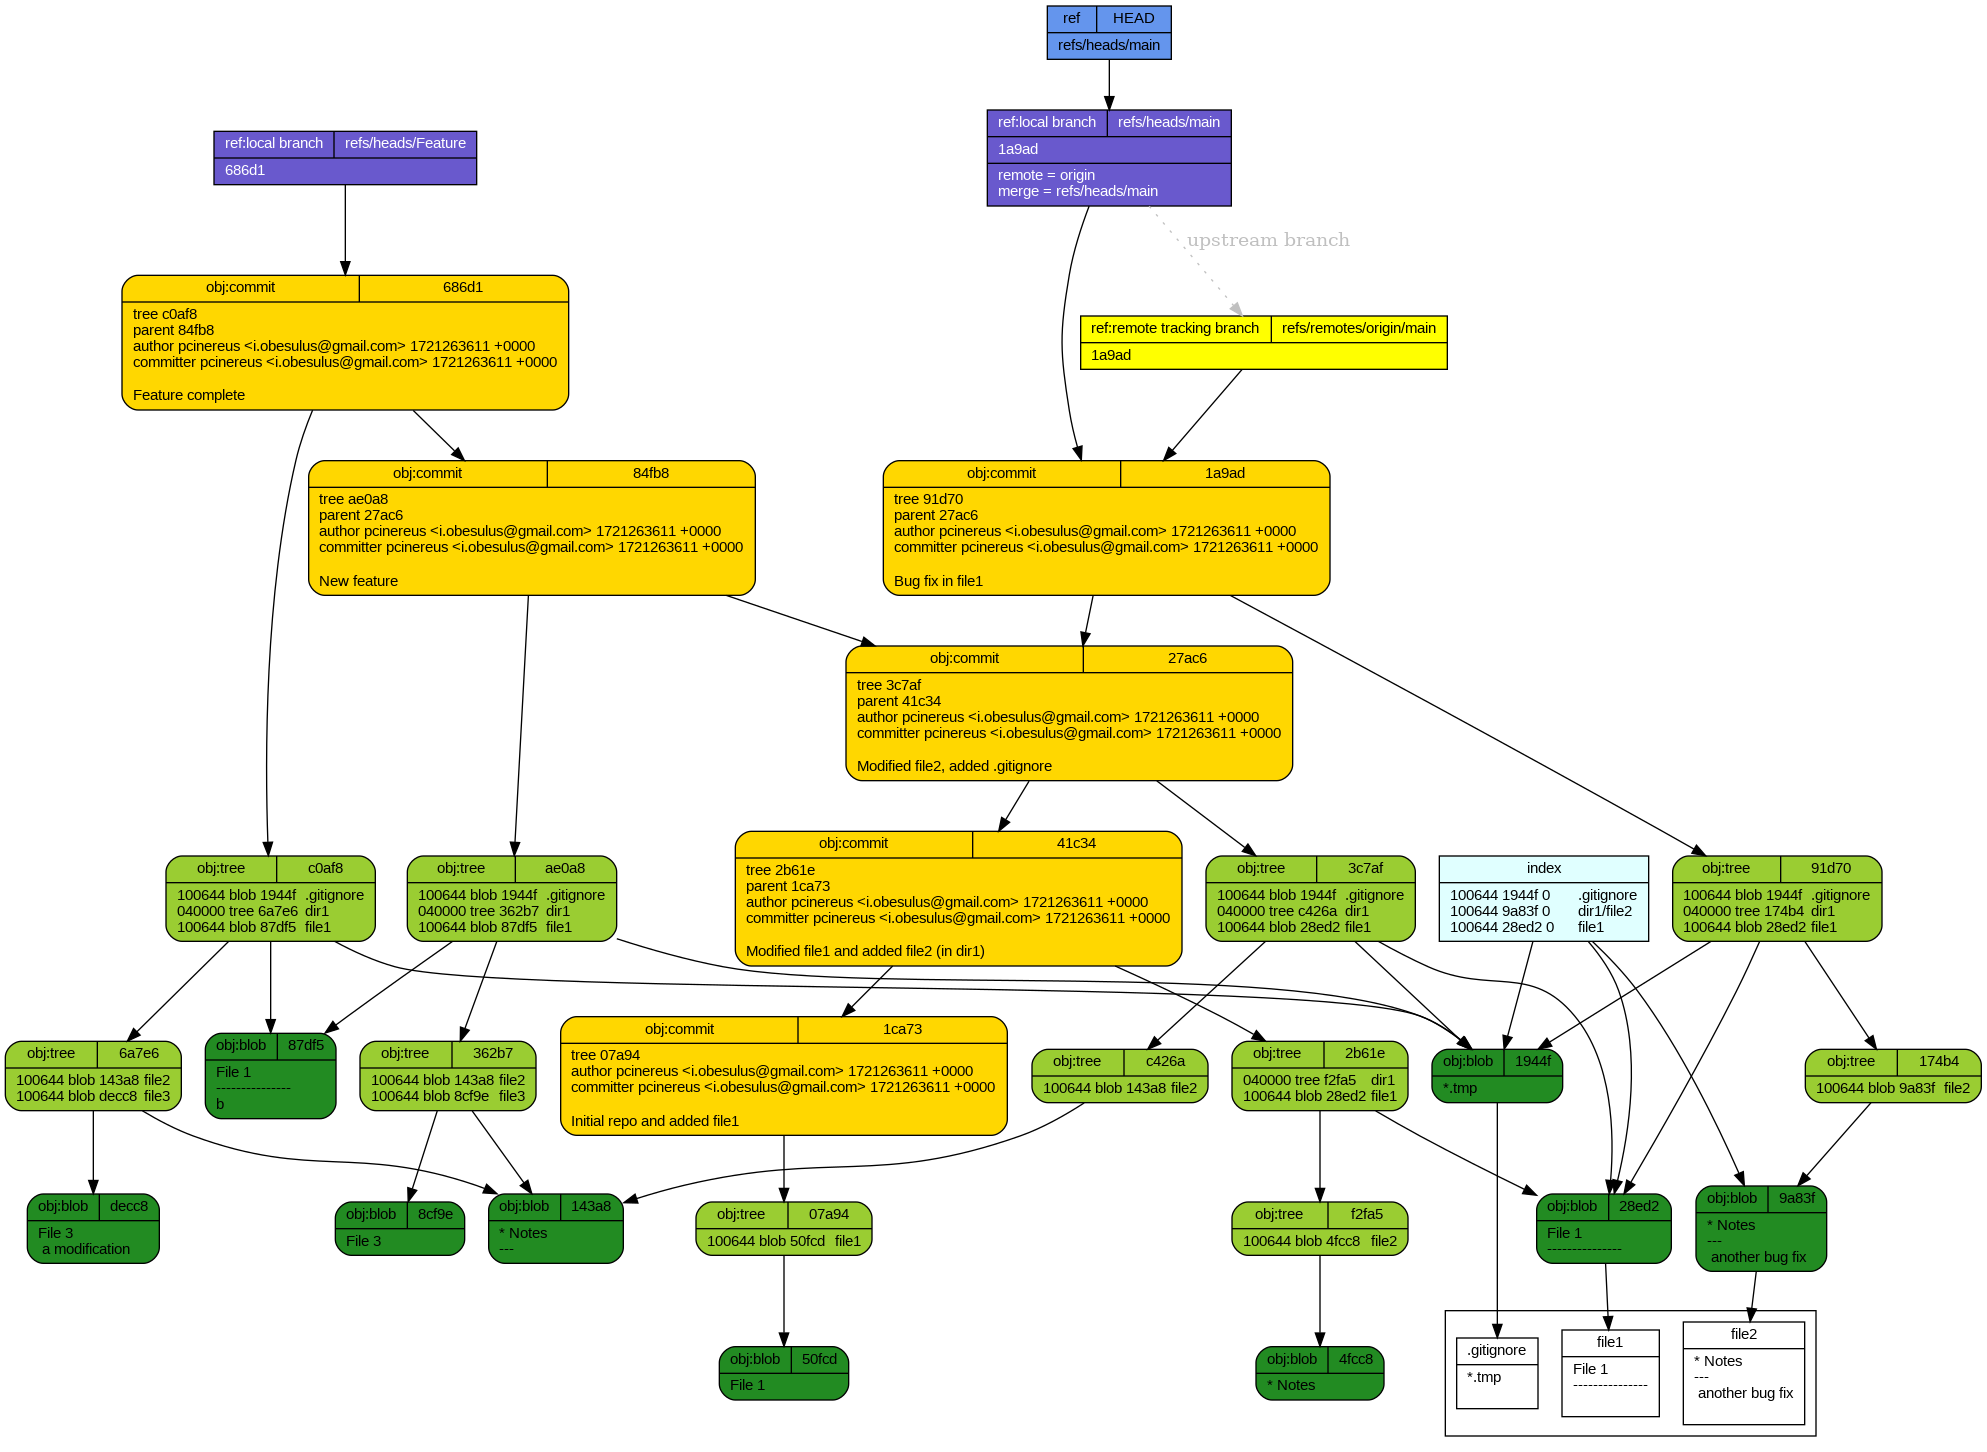 ref HEAD
refs/heads/main
ref:local branch refs/heads/main
1a9ad
remote = origin
merge = refs/heads/main
ref:local branch refs/heads/Feature
686d1
upstream branch
obj:commit 686d1
tree c0af8
parent 84fb8
author pcinereus <i.obesulus@gmail.com> 1721263611 +0000
committer pcinereus <i.obesulus@gmail.com> 1721263611 +0000
Feature complete
ref:remote tracking branch refs/remotes/origin/main
1a9ad
obj:commit 84fb8
tree ae0a8
parent 27ac6
author pcinereus <i.obesulus@gmail.com> 1721263611 +0000
committer pcinereus <i.obesulus@gmail.com> 1721263611 +0000
New feature
obj:commit 1a9ad
tree 91d70
parent 27ac6
author pcinereus <i.obesulus@gmail.com> 1721263611 +0000
committer pcinereus <i.obesulus@gmail.com> 1721263611 +0000
Bug fix in file1
obj:commit 27ac6
tree 3c7af
parent 41c34
author pcinereus <i.obesulus@gmail.com> 1721263611 +0000
committer pcinereus <i.obesulus@gmail.com> 1721263611 +0000
Modified file2, added .gitignore
obj:tree c0af8
100644 blob 1944f .gitignore
040000 tree 6a7e6 dir1
100644 blob 87df5 file1
obj:tree ae0a8
100644 blob 1944f .gitignore
040000 tree 362b7 dir1
100644 blob 87df5 file1
obj:commit 41c34
tree 2b61e
parent 1ca73
author pcinereus <i.obesulus@gmail.com> 1721263611 +0000
committer pcinereus <i.obesulus@gmail.com> 1721263611 +0000
Modified file1 and added file2 (in dir1)
obj:tree 3c7af
100644 blob 1944f .gitignore
040000 tree c426a dir1
100644 blob 28ed2 file1
index
100644 1944f 0 .gitignore
100644 9a83f 0 dir1/file2
100644 28ed2 0 file1
obj:tree 91d70
100644 blob 1944f .gitignore
040000 tree 174b4 dir1
100644 blob 28ed2 file1
obj:tree 6a7e6
100644 blob 143a8 file2
100644 blob decc8 file3
obj:blob 87df5
File 1
---------------
b
obj:tree 362b7
100644 blob 143a8 file2
100644 blob 8cf9e file3
obj:commit 1ca73
tree 07a94
author pcinereus <i.obesulus@gmail.com> 1721263611 +0000
committer pcinereus <i.obesulus@gmail.com> 1721263611 +0000
Initial repo and added file1
obj:tree c426a
100644 blob 143a8 file2
obj:tree 2b61e
040000 tree f2fa5 dir1
100644 blob 28ed2 file1
obj:blob 1944f
*.tmp
obj:tree 174b4
100644 blob 9a83f file2
obj:blob decc8
File 3
a modification
obj:blob 8cf9e
File 3
obj:blob 143a8
* Notes
---
obj:tree 07a94
100644 blob 50fcd file1
obj:tree f2fa5
100644 blob 4fcc8 file2
obj:blob 28ed2
File 1
---------------
obj:blob 9a83f
* Notes
---
another bug fix
obj:blob 50fcd
File 1
obj:blob 4fcc8
* Notes
.gitignore
*.tmp
file1
File 1
---------------
file2
* Notes
---
another bug fix